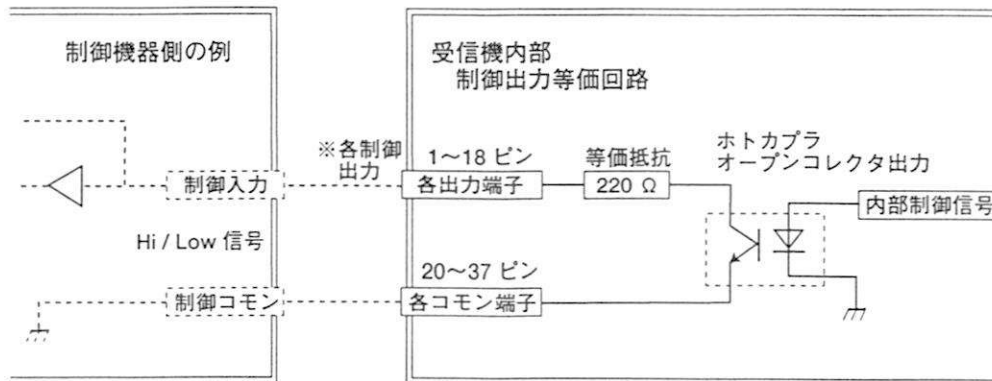 制御機器側の例
受信機内部
制御出力等価回路
※各制御
出力
1〜18 ピン
等価抵抗
ホトカプラ
オープンコレクタ出力
制御入力
各出力端子
220 Ω
内部制御信号
Hi / Low 信号
20〜37 ピン
制御コモン
各コモン端子